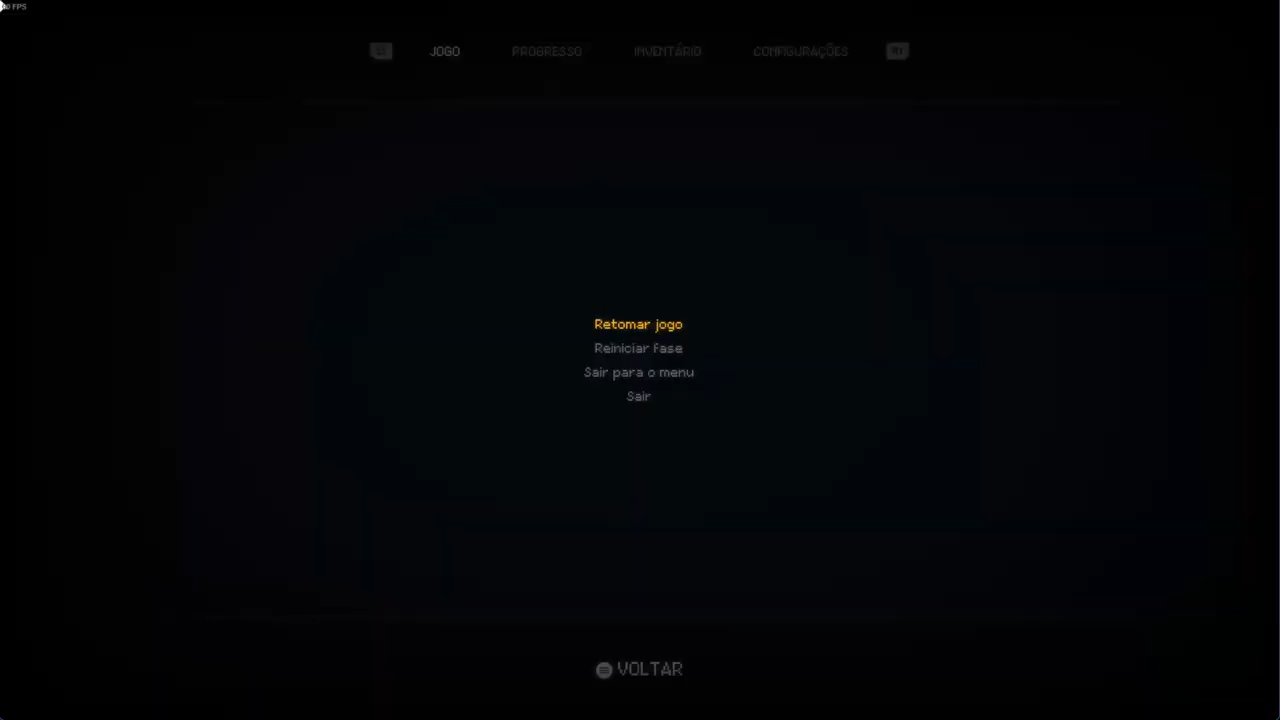 JOGO PROGRESSO INVENTÁRIO CONFIGURAÇÕES
Retomar jogo
Reiniciar fase
Sair para o menu
Sair
VOLTAR